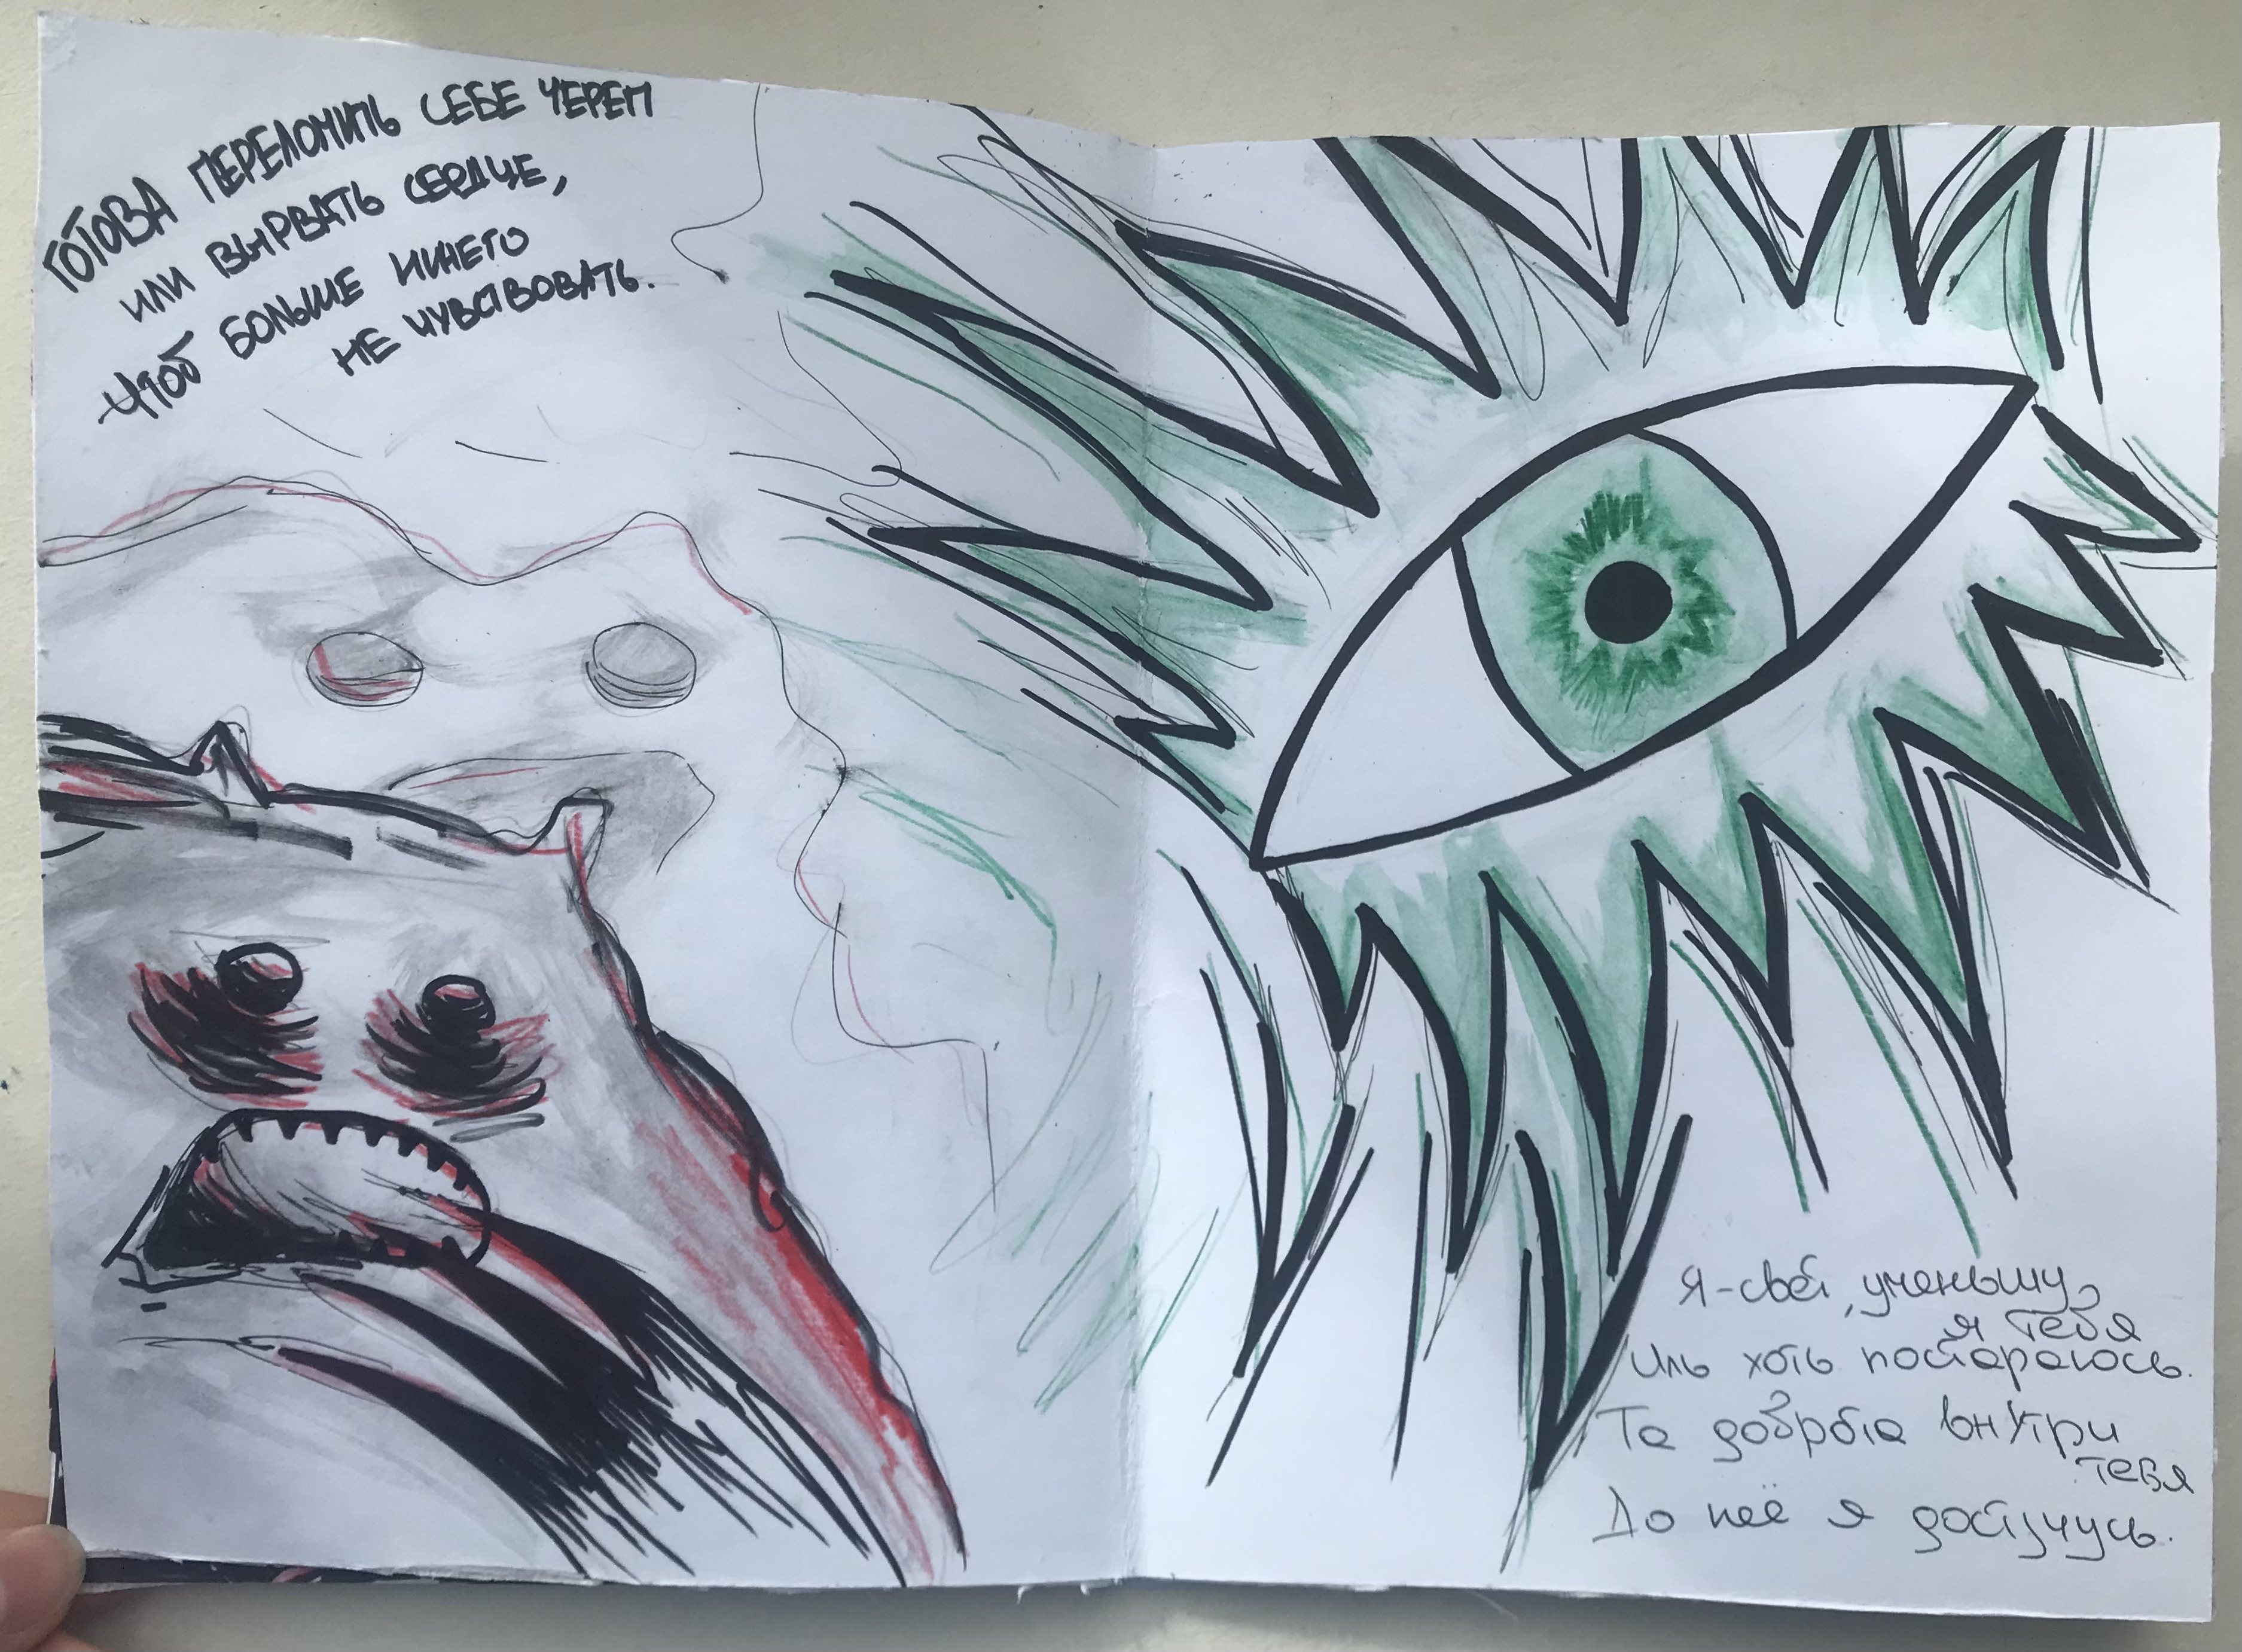 ГОТОВА ПЕРЕЛОМИТЬ СЕБЕ ЧЕРЕП
ИЛИ ВЫРВАТЬ СЕРДЦЕ,
ЧТОБ БОЛЬШЕ НИЧЕГО
НЕ ЧУВСТВОВАТЬ.
Я-свет, уменьшу
я тебя
Иль хоть постараюсь.
Та доброта внутри
тебя
До неё я достучусь.